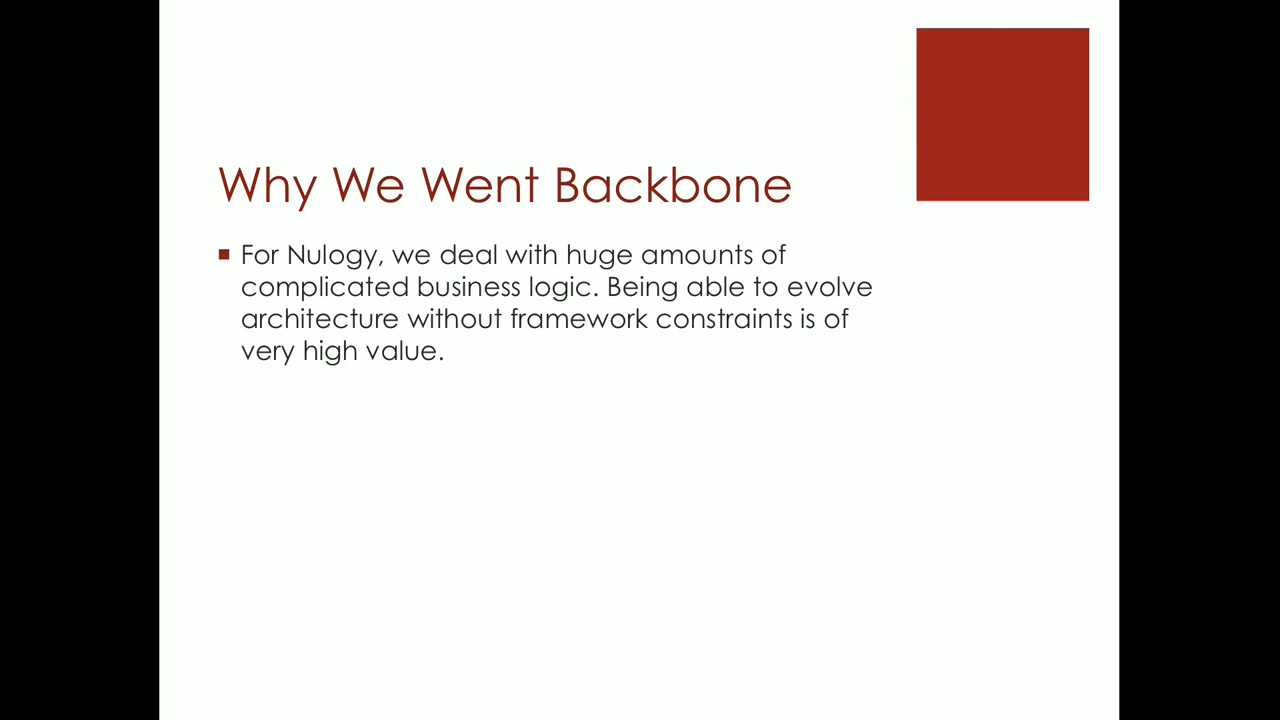 Why We Went Backbone
For Nulogy, we deal with huge amounts of
complicated business logic. Being able to evolve
architecture without framework constraints is of
very high value.